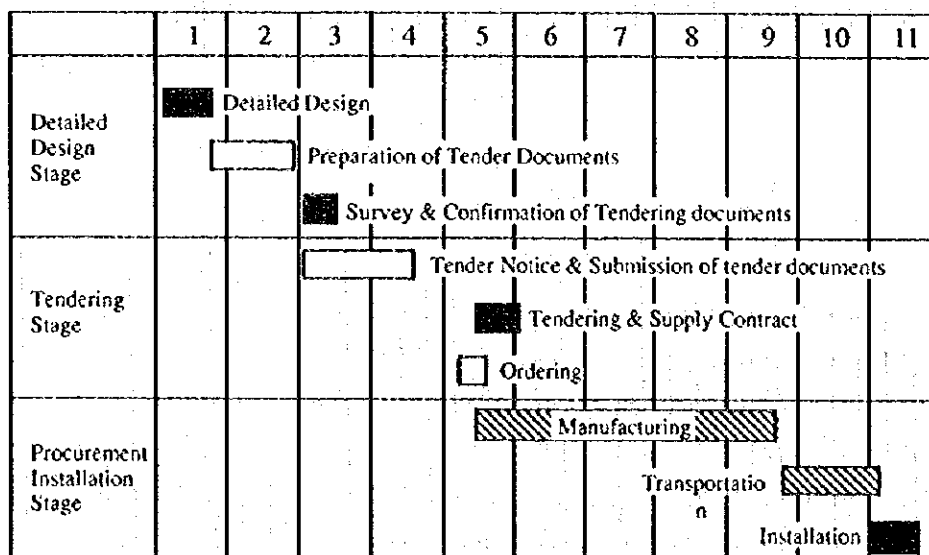 1 2 3 4 5 6 7 8 9 10 11
Detailed
Design
Stage
Detailed Design
Preparation of Tender Documents
Survey & Confirmation of Tendering documents
Tendering
Stage
Tender Notice & Submission of tender documents
Tendering & Supply Contract
Ordering
Procurement
Installation
Stage
Manufacturing
Transportatio
n
Installation